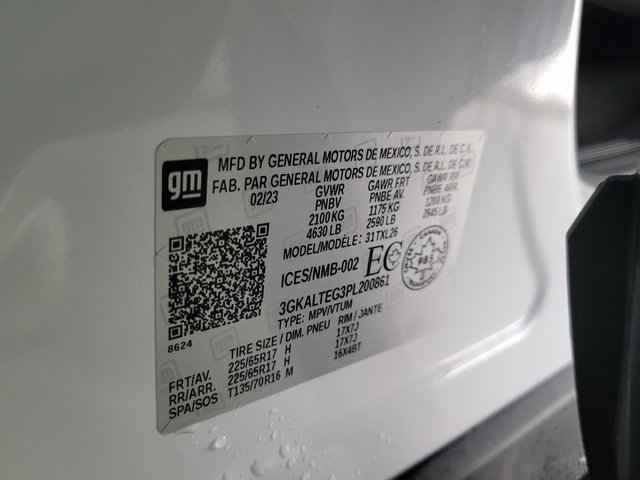 gm
MFD BY GENERAL MOTORS DE MEXICO, S. DE R.L. DE C.V.
FAB. PAR GENERAL MOTORS DE MEXICO, S. DE R.L. DE C.V.
02/23 GVWR GAWR FRT GAWR RR
PNBV PNBE AV. PNBE ARR.
2100 KG 1175 KG 1200 KG
4630 LB 2590 LB 2645 LB
MODEL/MODÈLE: 31TXL26
ICES/NMB-002 EC
3GKALTEG3PL200861
TYPE: MPV/VTUM
8624
TIRE SIZE / DIM. PNEU RIM / JANTE
FRT/AV. 225/65R17 H 17X7J
RR/ARR. 225/65R17 H 17X7J
SPA/SOS T135/70R16 M 16X4BT